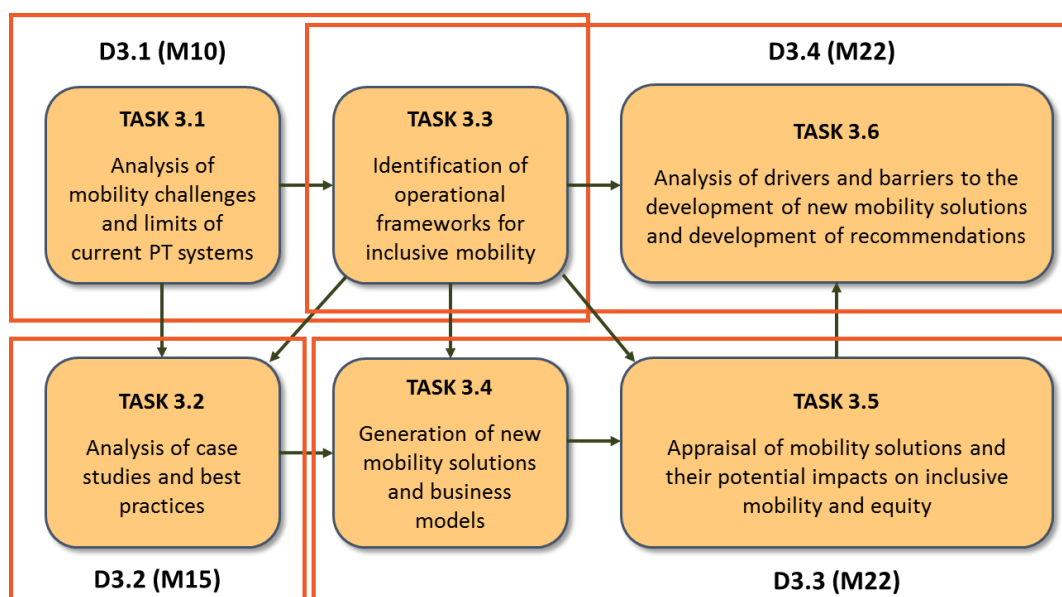 D3.1 (M10)
D3.4 (M22)
TASK 3.1
Analysis of
mobility challenges
and limits of
current PT systems
TASK 3.3
Identification of
operational
frameworks for
inclusive mobility
TASK 3.6
Analysis of drivers and barriers to the
development of new mobility solutions
and development of recommendations
TASK 3.2
Analysis of case
studies and best
practices
TASK 3.4
Generation of new
mobility solutions
and business
models
TASK 3.5
Appraisal of mobility solutions and
their potential impacts on inclusive
mobility and equity
D3.2 (M15)
D3.3 (M22)